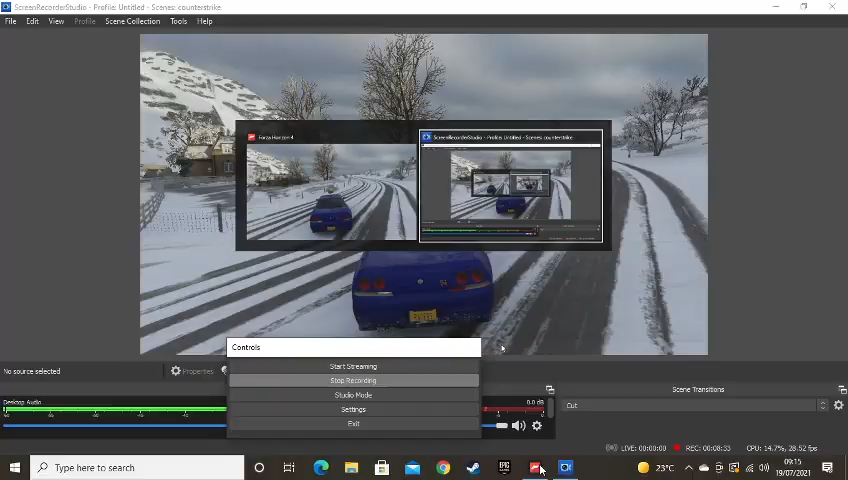 ScreenRecorderStudio - Profile: Untitled - Scenes: counterstrike
File Edit View Profile Scene Collection Tools Help
Forza Horizon 4
ScreenRecorderStudio - Profile: Untitled - Scenes: counterstrike
Controls
Start Streaming
Stop Recording
Studio Mode
Settings
Exit
No source selected
Properties
Desktop Audio
0.0 dB
Scene Transitions
Cut
LIVE: 00:00:00 REC: 00:08:33 CPU: 14.7%, 28.52 fps
Type here to search
EPIC
23°C
09:15
19/07/2021